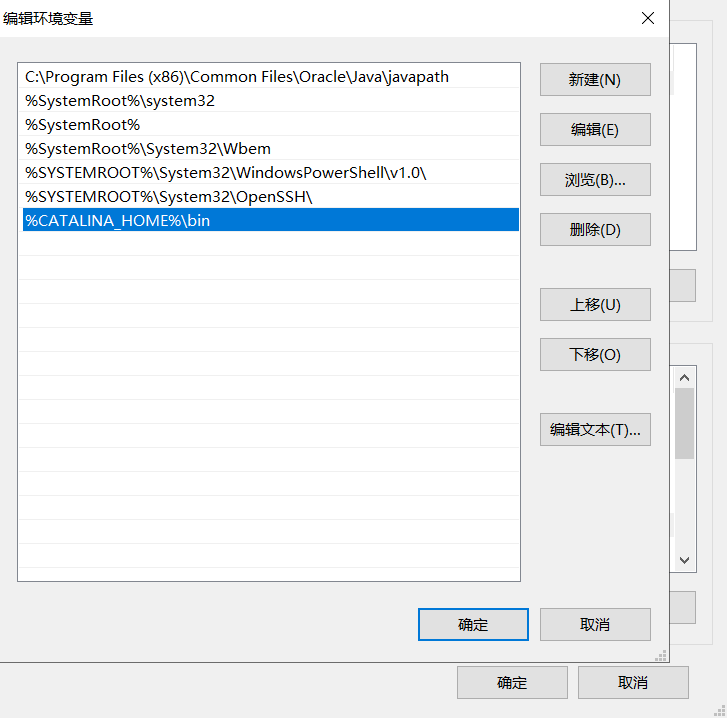 编辑环境变量
C:\Program Files (x86)\Common Files\Oracle\Java\javapath
%SystemRoot%\system32
%SystemRoot%
%SystemRoot%\System32\Wbem
%SYSTEMROOT%\System32\WindowsPowerShell\v1.0\
%SYSTEMROOT%\System32\OpenSSH\
%CATALINA_HOME%\bin
新建(N)
编辑(E)
浏览(B)...
删除(D)
上移(U)
下移(O)
编辑文本(T)...
确定
取消
确定
取消